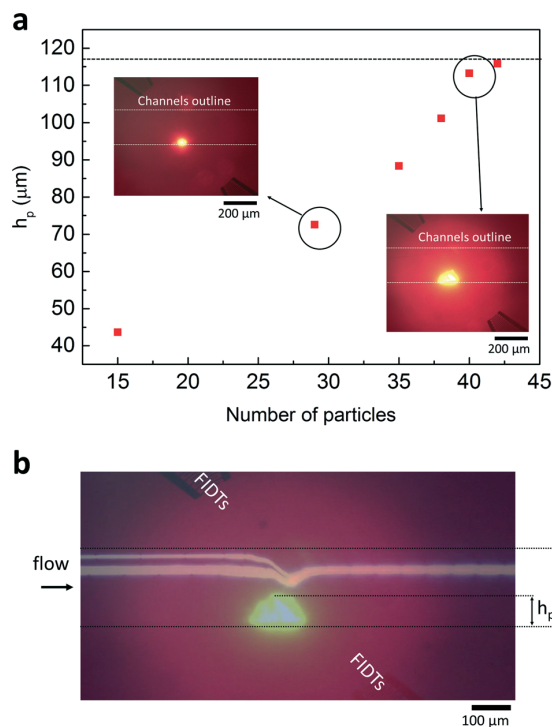 a
120
110
100
90
80
70
60
50
40
hₚ (μm)
Channels outline
200 μm
Channels outline
200 μm
15
20
25
30
35
40
45
Number of particles
b
FIDTs
flow
hₚ
FIDTs
100 μm